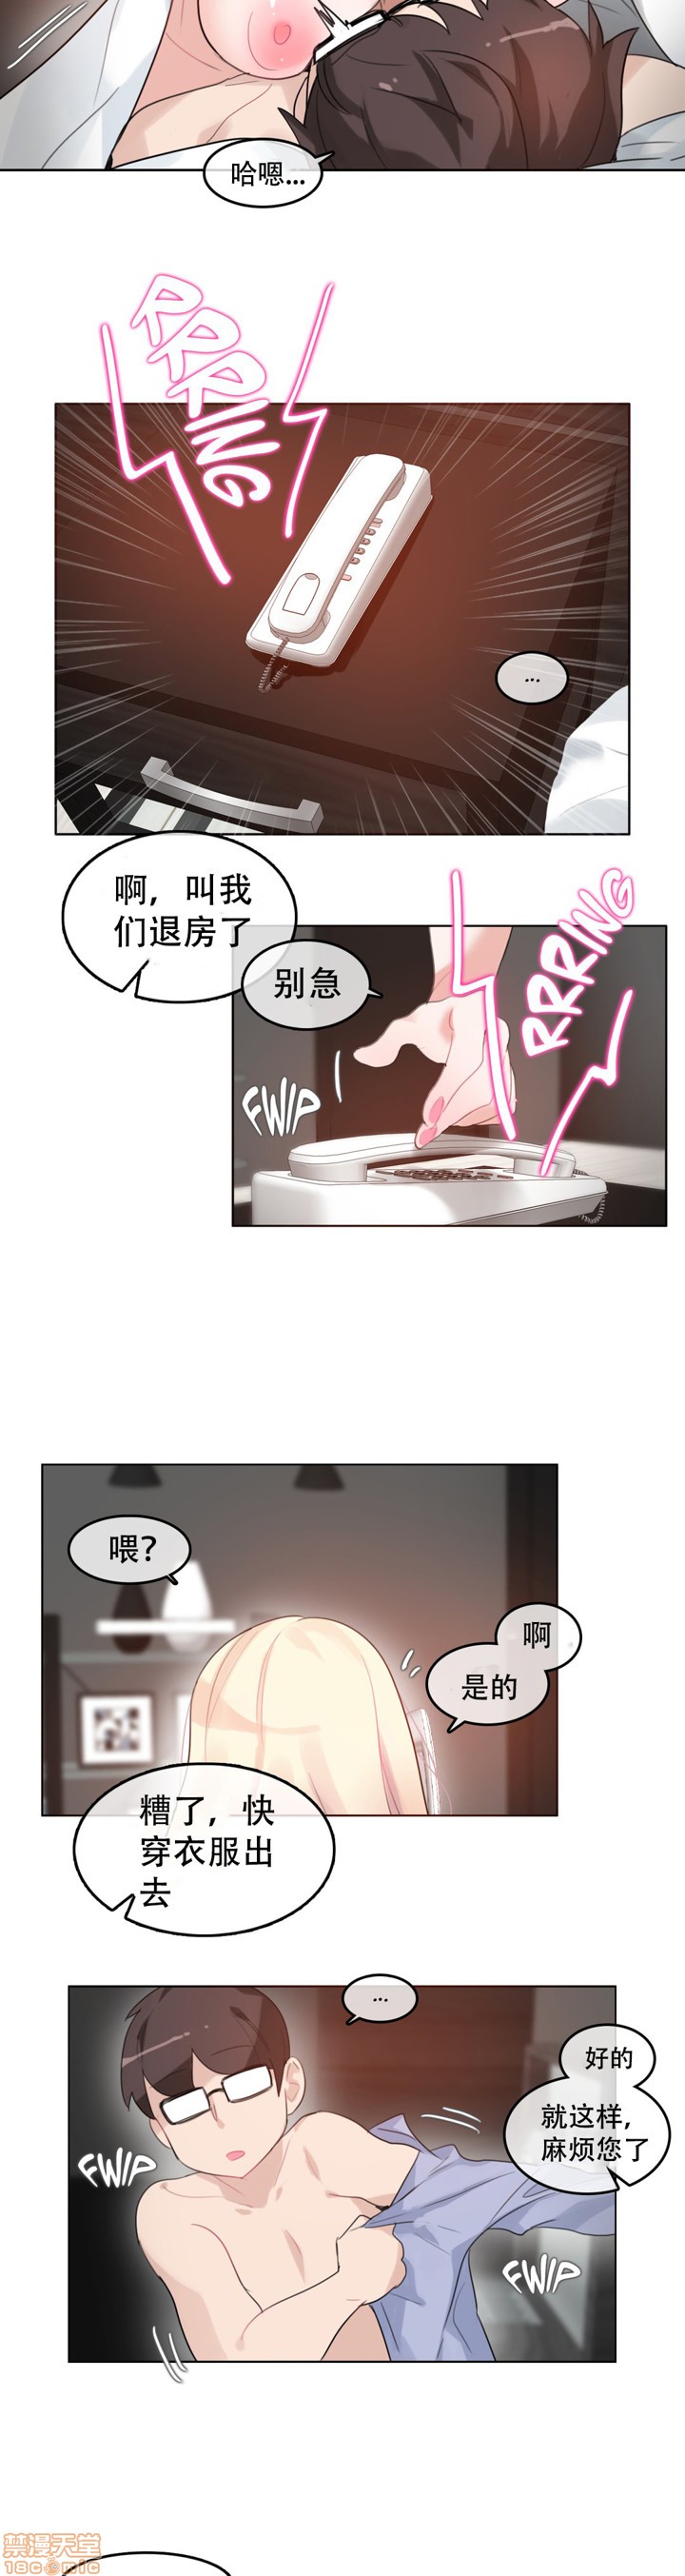 哈嗯...
RRRING
...
啊，叫我
们退房了
别急
RRRING
FWIP
喂？
啊
是的
糟了，快
穿衣服出
去
...
好的
就这样，
麻烦您了
FWIP
FWIP
禁漫天堂
18comic